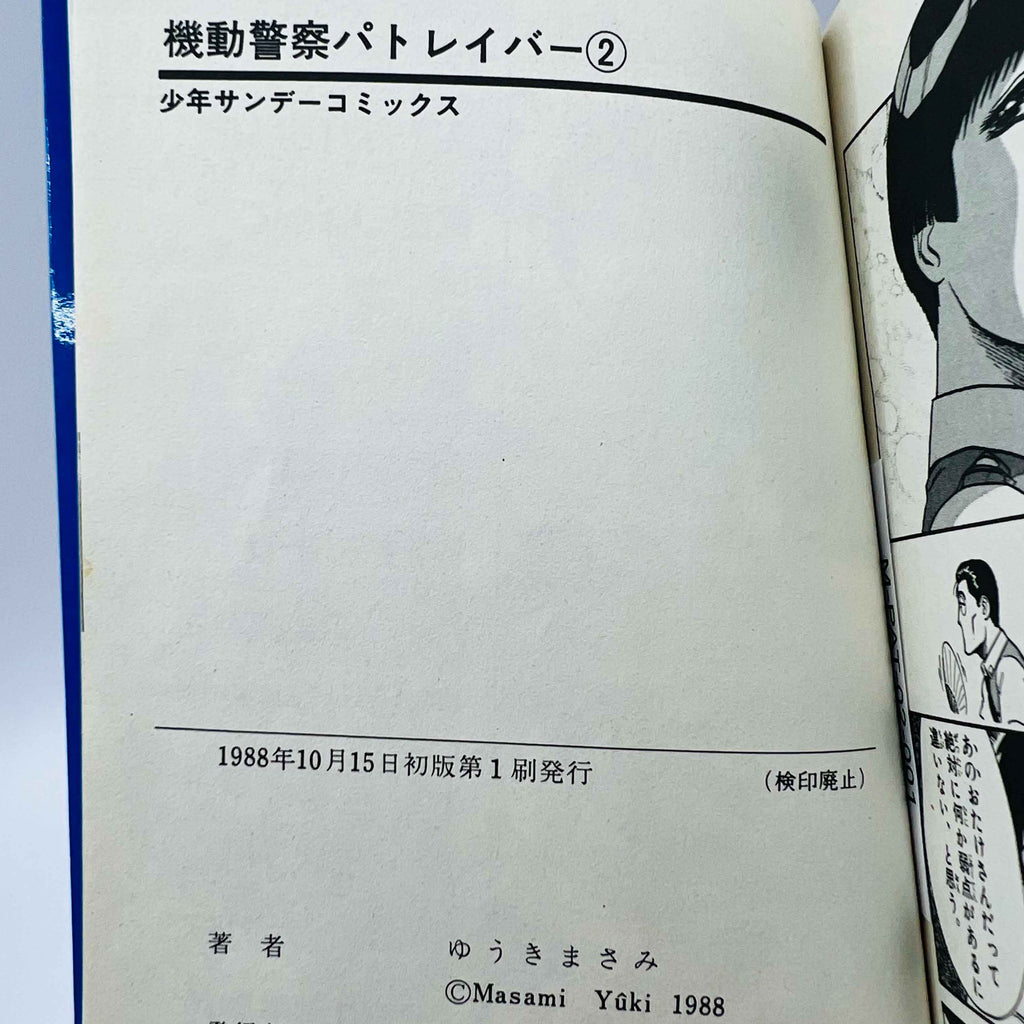 機動警察パトレイバー②
少年サンデーコミックス
1988年10月15日初版第1刷発行
（検印廃止）
著者
ゆうきまさみ
©Masami Yûki 1988
あのおたけさんだって
絶対に何か弱点があるに
違いない、と思う。